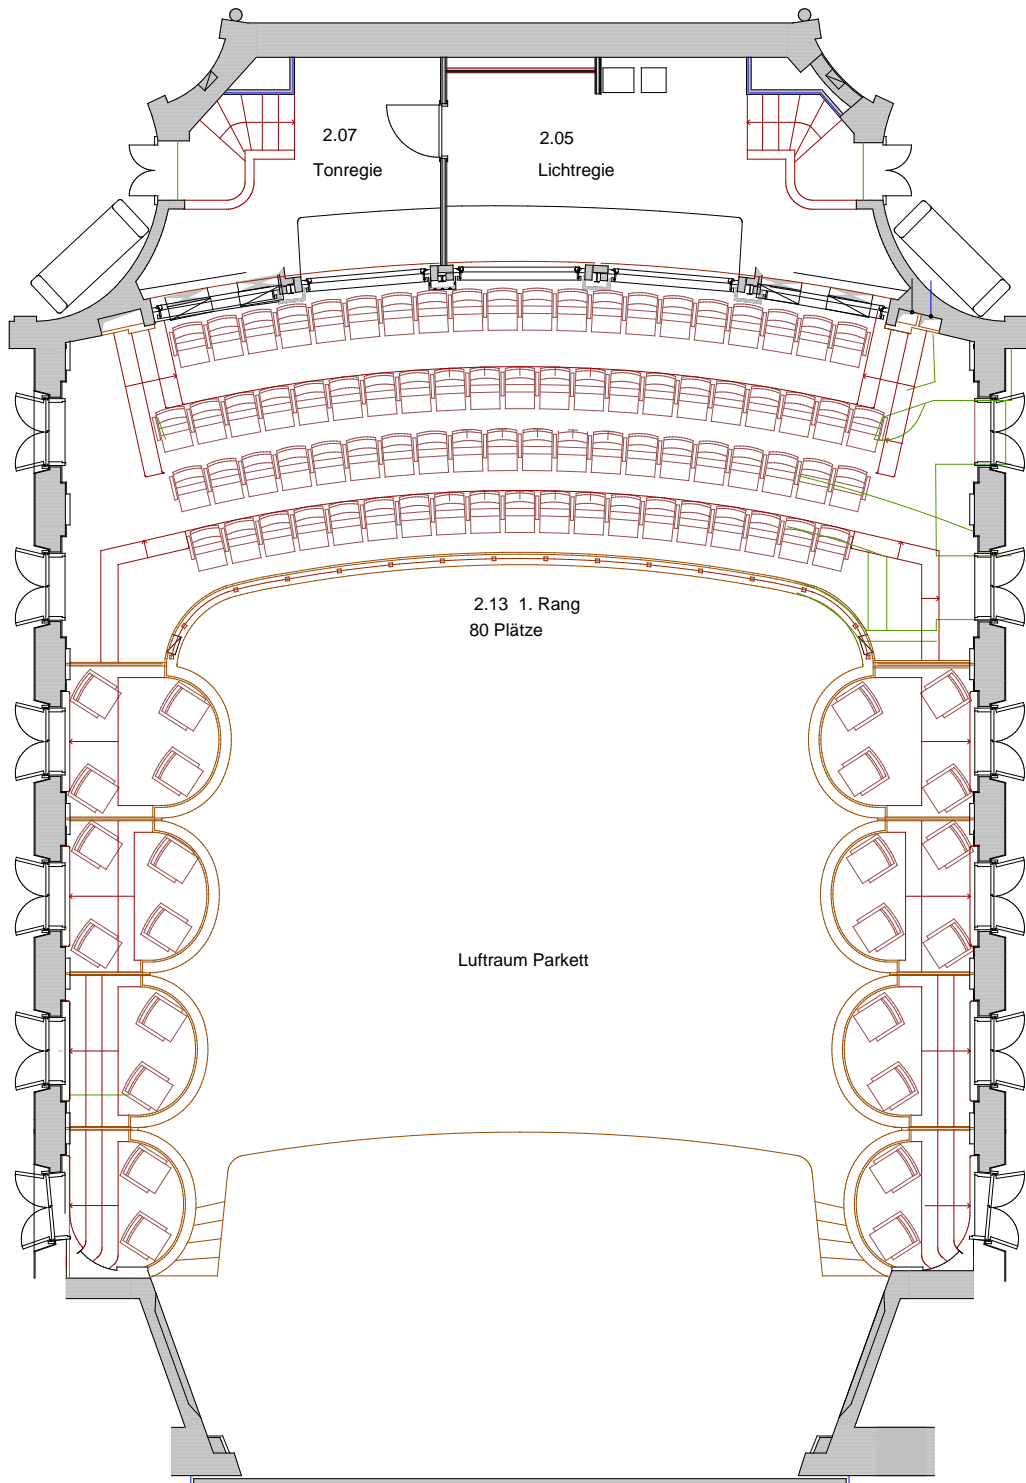 2.07
Tonregie
2.05
Lichtregie
2.13 1. Rang
80 Plätze
Luftraum Parkett